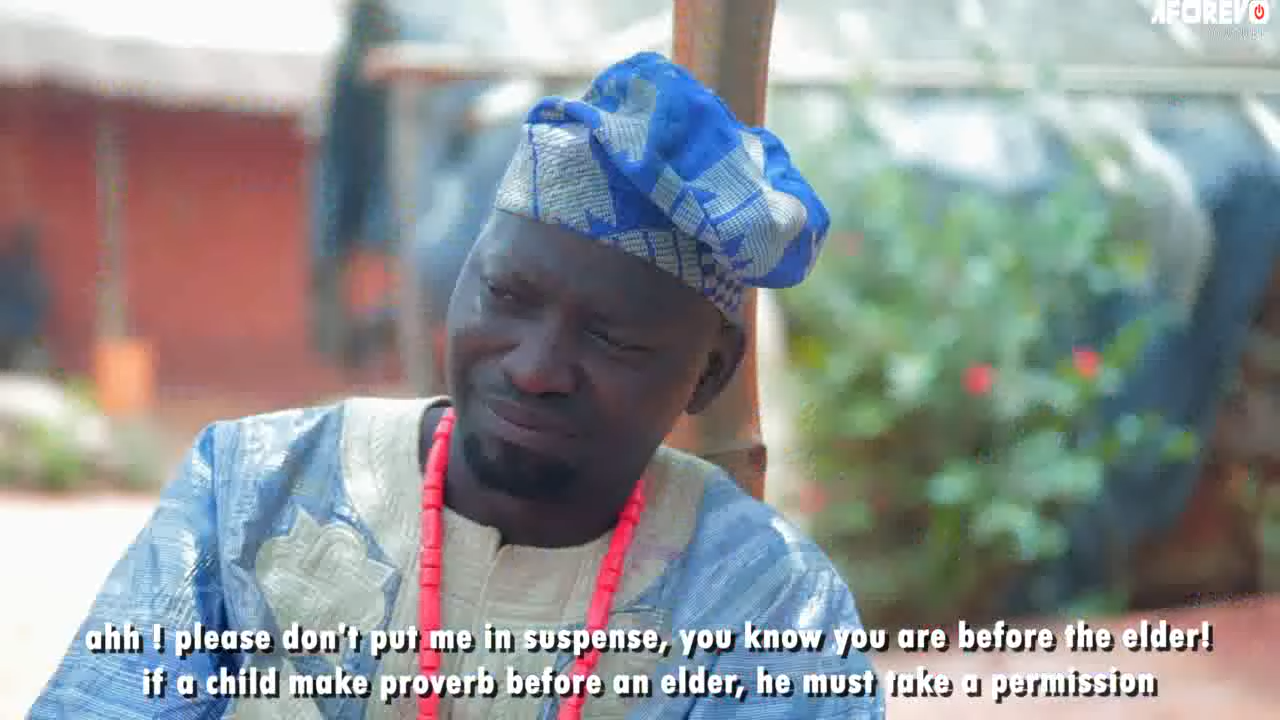 AFOREVO
YOUTUBE
ahh ! please don't put me in suspense, you know you are before the elder!
if a child make proverb before an elder, he must take a permission